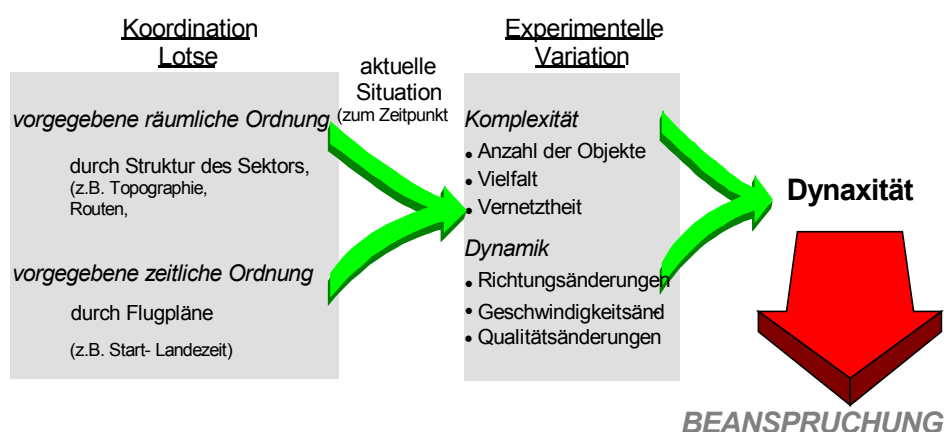 Koordination
Lotse
vorgegebene räumliche Ordnung
durch Struktur des Sektors,
(z.B. Topographie,
Routen,
vorgegebene zeitliche Ordnung
durch Flugpläne
(z.B. Start- Landezeit)
aktuelle
Situation
(zum Zeitpunkt
Experimentelle
Variation
Komplexität
• Anzahl der Objekte
• Vielfalt
• Vernetztheit
Dynamik
• Richtungsänderungen
• Geschwindigkeitsänd-
• Qualitätsänderungen
Dynaxität
BEANSPRUCHUNG